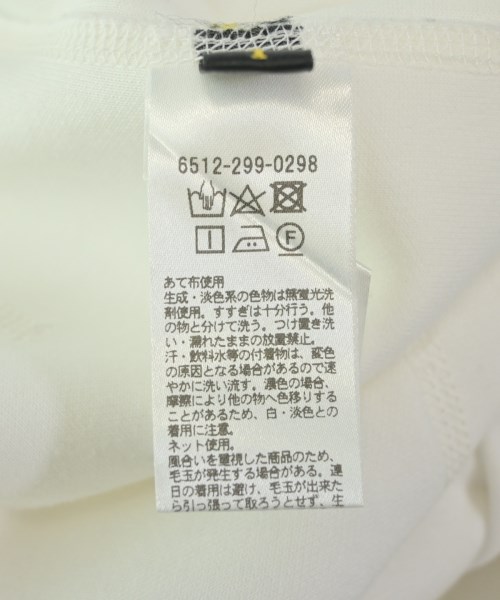 6512-299-0298
F
あて布使用
生成・淡色系の色物は無蛍光洗
剤使用。すすぎは十分行う。他
の物と分けて洗う。つけ置き洗
い・濡れたままの放置禁止。
汗・飲料水等の付着物は、変色
の原因となる場合があるので速
やかに洗い流す。濃色の場合、
摩擦により他の物へ色移りする
ことがあるため、白・淡色との
着用に注意。
ネット使用。
風合いを重視した商品のため、
毛玉が発生する場合がある。連
日の着用は避け、毛玉が出来た
ら引っ張って取ろうとせず、生